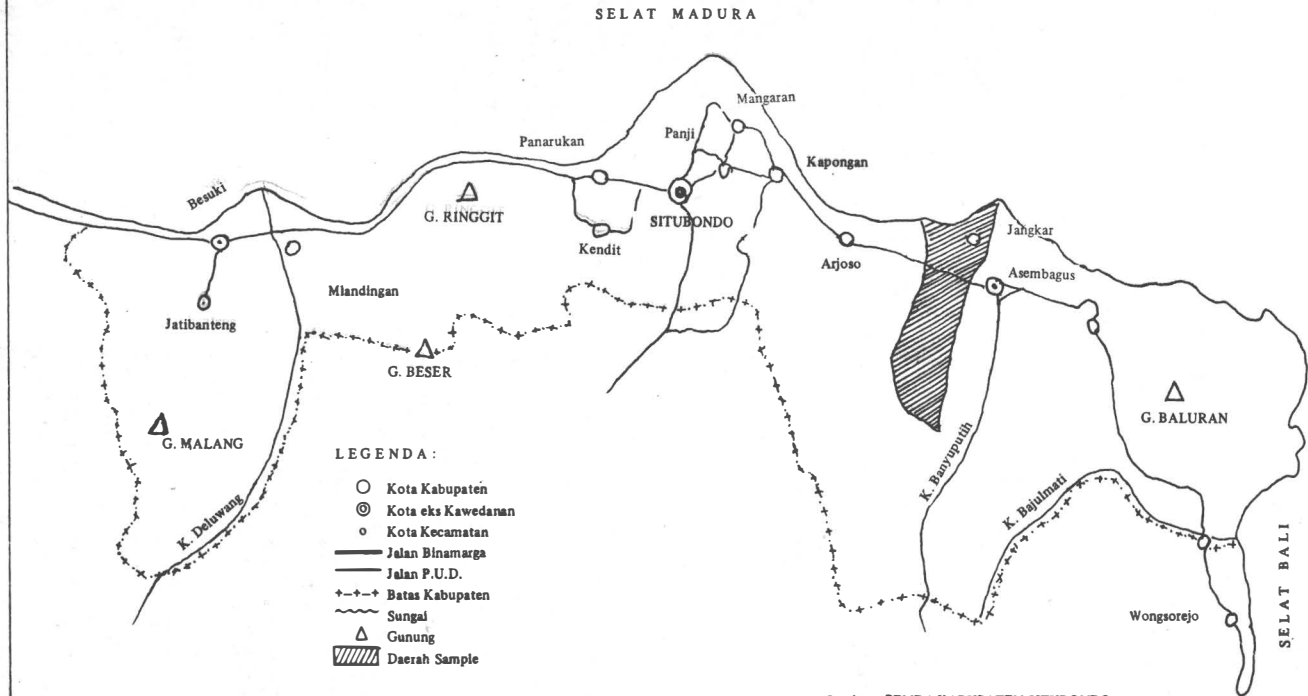 SELAT MADURA
Mangaran
Panji
Panarukan
Kapongan
Besuki
G. RINGGIT
SITUBONDO
Kendit
Jangkar
Arjoso
Asembagus
Mlandingan
Jatibanteng
G. BESER
G. BALURAN
G. MALANG
K. Deluwang
K. Banyuputih
K. Bajulmati
Wongsorejo
SELAT BALI
LEGENDA:
Kota Kabupaten
Kota eks Kawedanan
Kota Kecamatan
Jalan Binamarga
Jalan P.U.D.
Batas Kabupaten
Sungai
Gunung
Daerah Sample